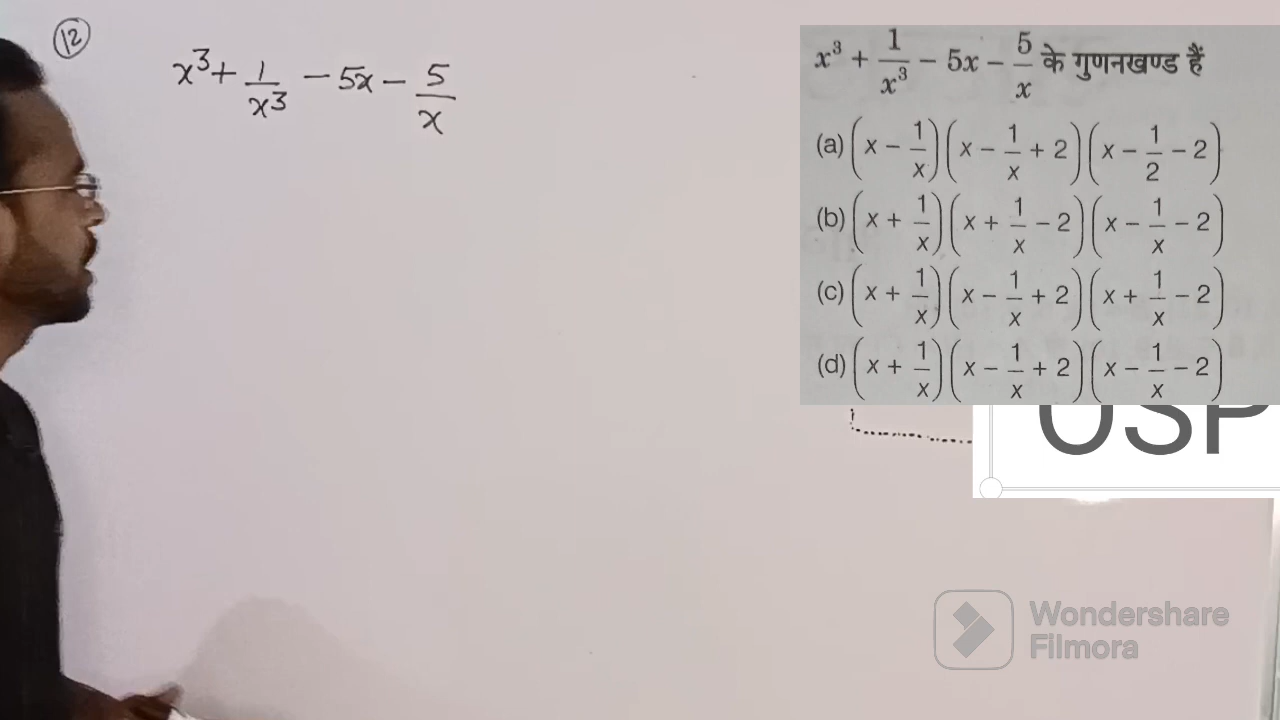 12
x³ + 1/x³ − 5x − 5/x
x³ + 1/x³ − 5x − 5/x के गुणनखण्ड हैं
(a) (x − 1/x)(x − 1/x + 2)(x − 1/2 − 2)
(b) (x + 1/x)(x + 1/x − 2)(x − 1/x − 2)
(c) (x + 1/x)(x − 1/x + 2)(x + 1/x − 2)
(d) (x + 1/x)(x − 1/x + 2)(x − 1/x − 2)
USP
Wondershare
Filmora